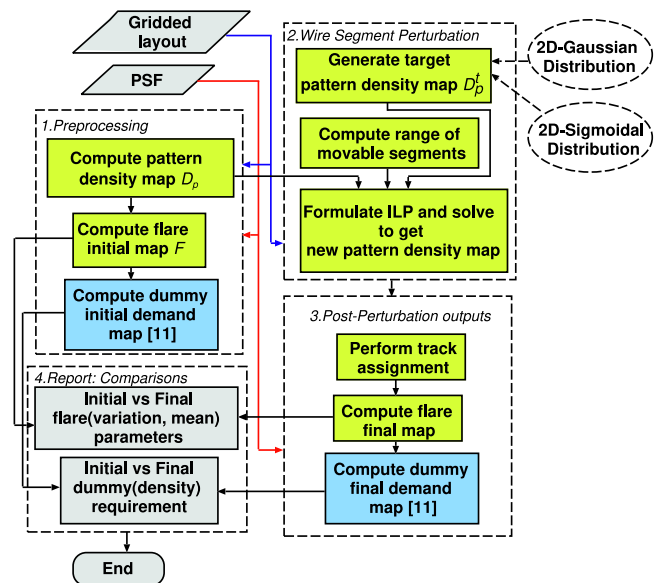 Gridded
layout
PSF
1.Preprocessing
Compute pattern
density map Dₚ
Compute flare
initial map F
Compute dummy
initial demand
map [11]
2.Wire Segment Perturbation
Generate target
pattern density map Dₚᵗ
Compute range of
movable segments
Formulate ILP and solve
to get
new pattern density map
2D-Gaussian
Distribution
2D-Sigmoidal
Distribution
3.Post-Perturbation outputs
Perform track
assignment
Compute flare
final map
Compute dummy
final demand
map [11]
4.Report: Comparisons
Initial vs Final
flare(variation, mean)
parameters
Initial vs Final
dummy(density)
requirement
End